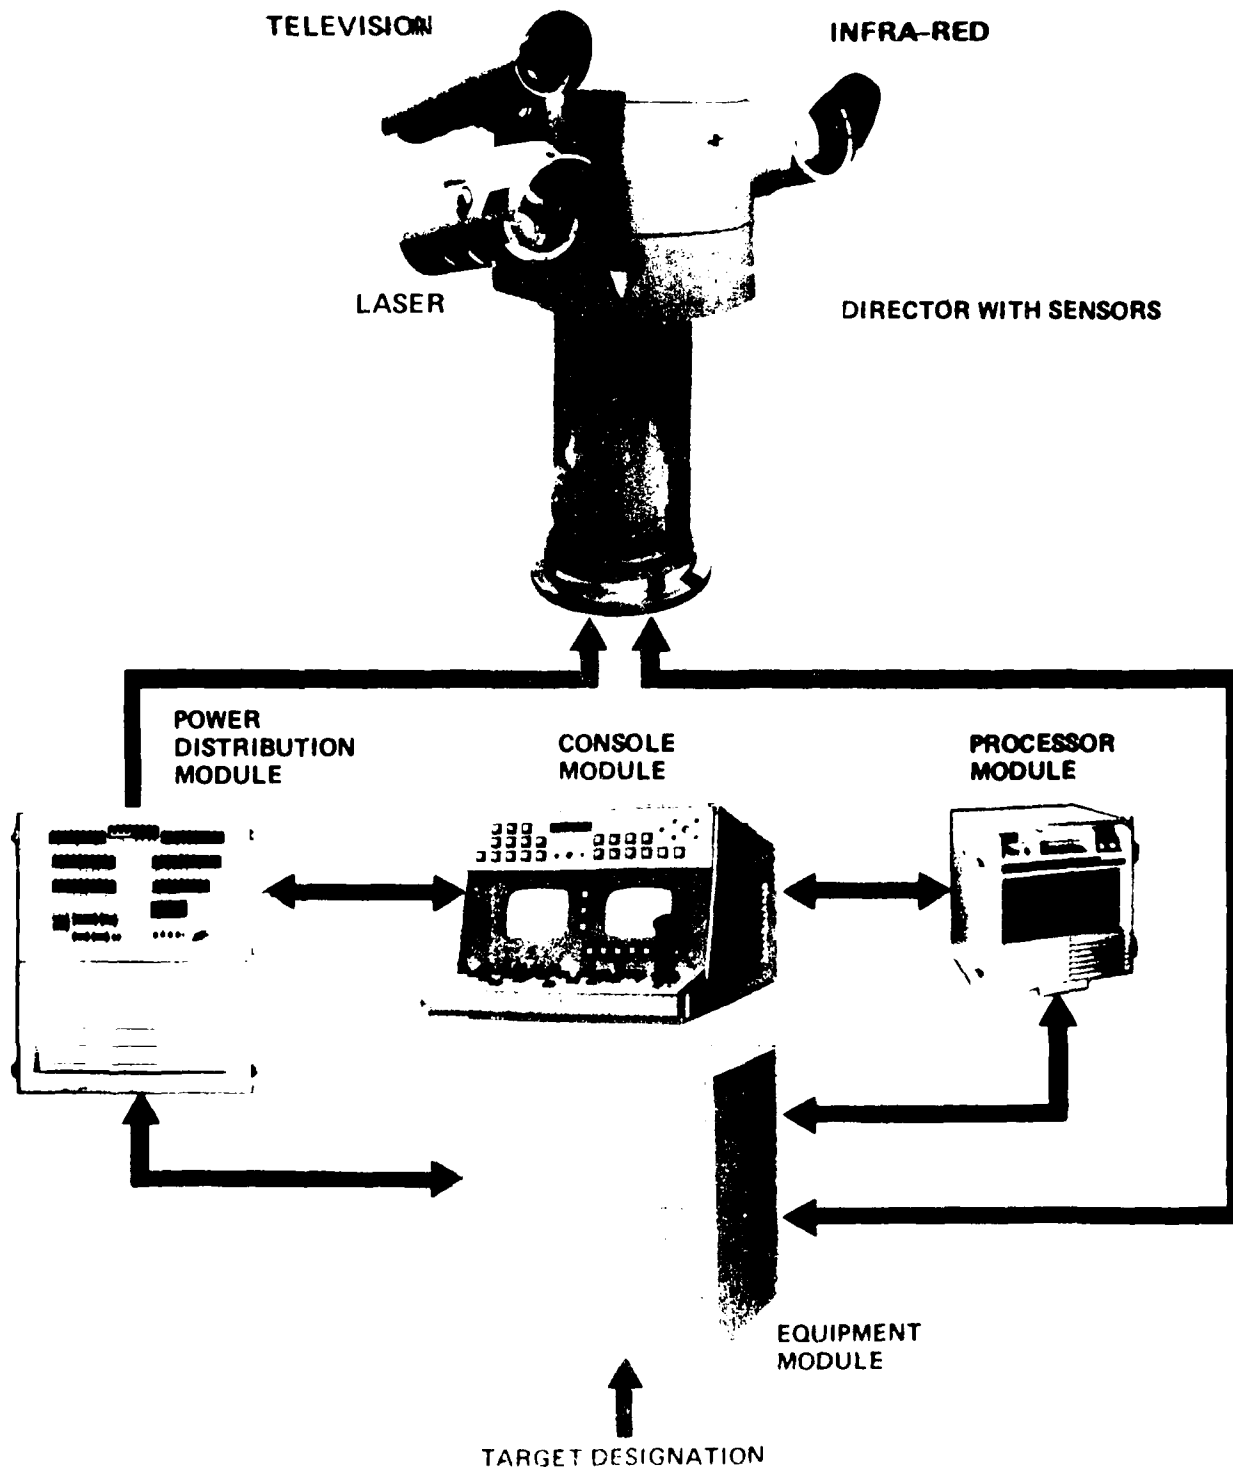 TELEVISION
INFRA-RED
LASER
DIRECTOR WITH SENSORS
POWER
DISTRIBUTION
MODULE
CONSOLE
MODULE
PROCESSOR
MODULE
EQUIPMENT
MODULE
TARGET DESIGNATION